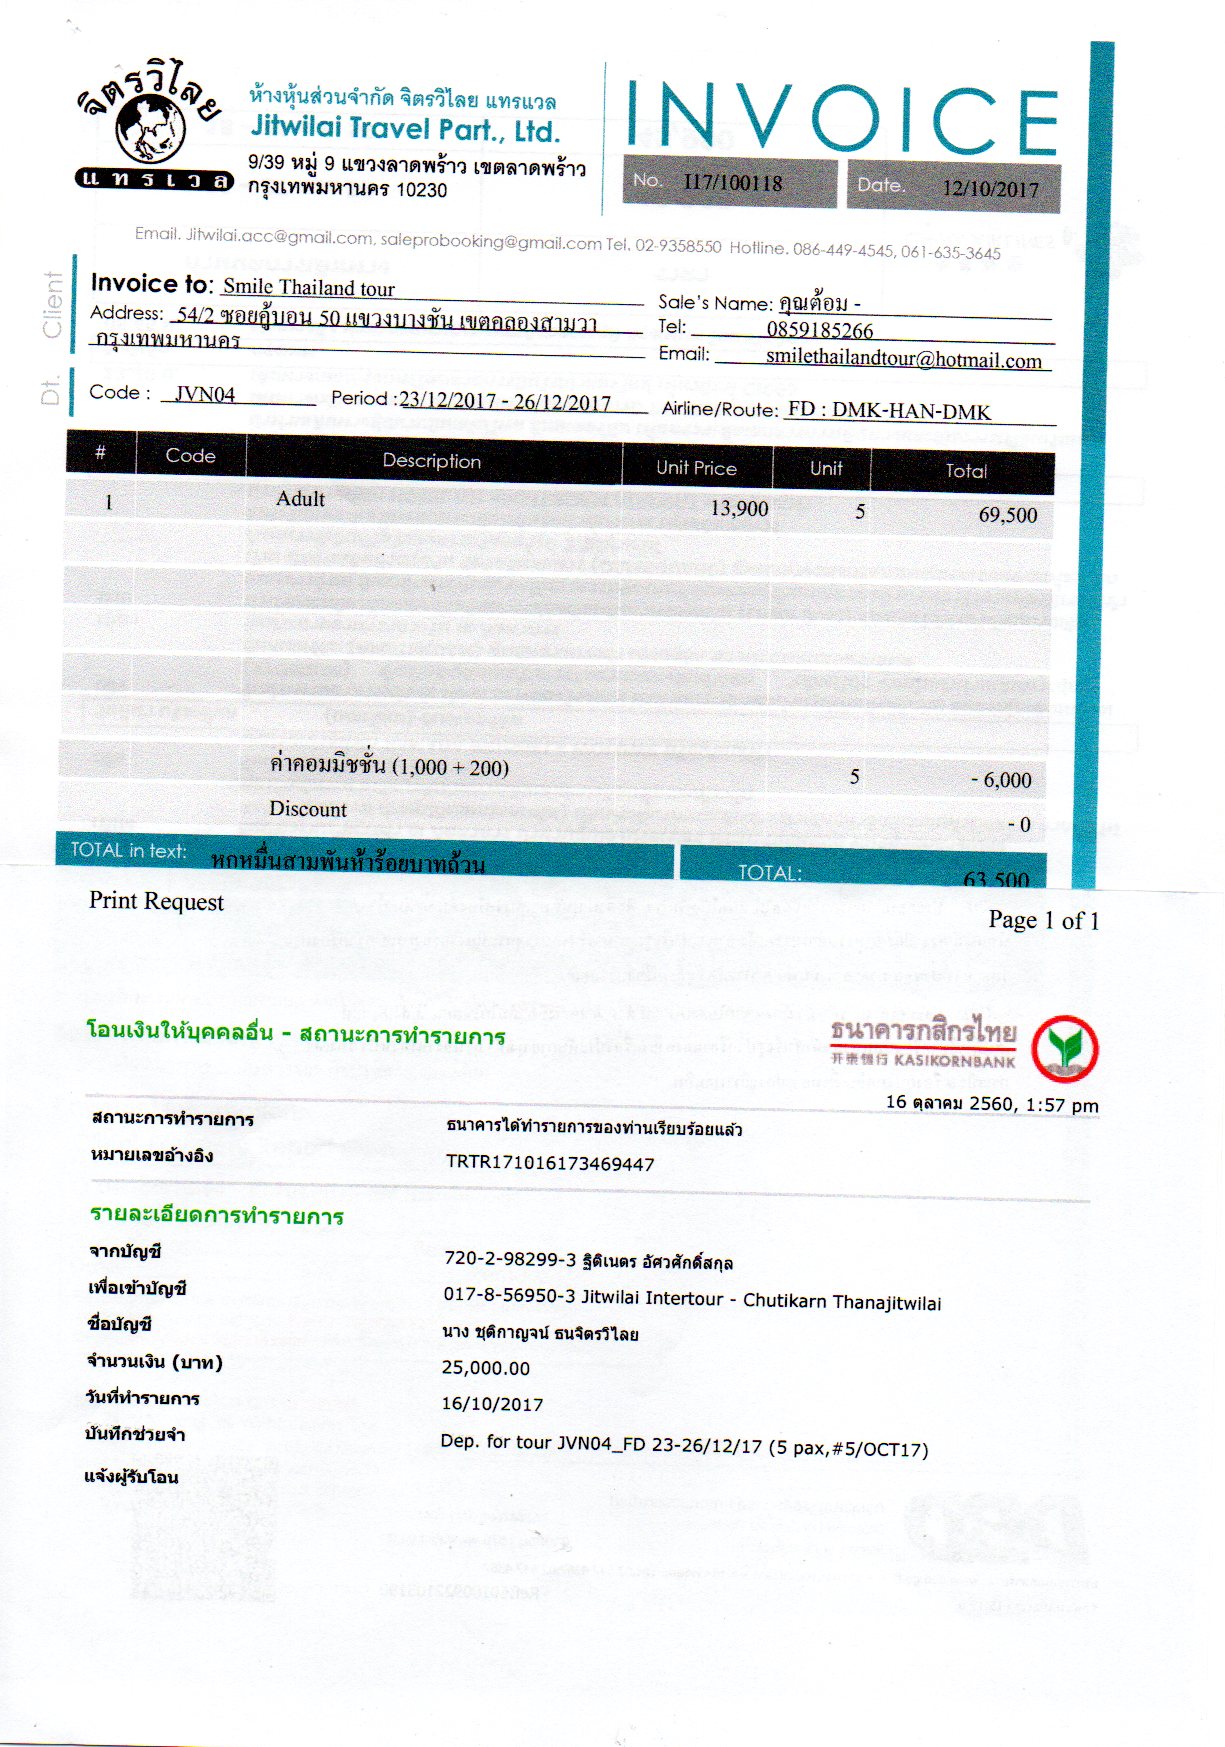 จิตรวิไลย
แทรเวล
ห้างหุ้นส่วนจำกัด จิตรวิไลย แทรแวล
Jitwilai Travel Part., Ltd.
9/39 หมู่ 9 แขวงลาดพร้าว เขตลาดพร้าว
กรุงเทพมหานคร 10230
INVOICE
No. I17/100118 Date. 12/10/2017
Email. Jitwilai.acc@gmail.com, saleprobooking@gmail.com Tel. 02-9358550 Hotline. 086-449-4545, 061-635-3645
Client
Invoice to: Smile Thailand tour
Address: 54/2 ซอยคู้บอน 50 แขวงบางชัน เขตคลองสามวา
กรุงเทพมหานคร
Sale's Name: คุณต้อม -
Tel: 0859185266
Email: smilethailandtour@hotmail.com
Dt.
Code : JVN04 Period : 23/12/2017 - 26/12/2017 Airline/Route: FD : DMK-HAN-DMK
# Code Description Unit Price Unit Total
1 Adult 13,900 5 69,500
ค่าคอมมิชชั่น (1,000 + 200) 5 - 6,000
Discount - 0
TOTAL in text: หกหมื่นสามพันห้าร้อยบาทถ้วน TOTAL: 63,500
Print Request Page 1 of 1
โอนเงินให้บุคคลอื่น - สถานะการทำรายการ
ธนาคารกสิกรไทย
开泰银行 KASIKORNBANK
16 ตุลาคม 2560, 1:57 pm
สถานะการทำรายการ ธนาคารได้ทำรายการของท่านเรียบร้อยแล้ว
หมายเลขอ้างอิง TRTR171016173469447
รายละเอียดการทำรายการ
จากบัญชี 720-2-98299-3 ฐิติเนตร อัศวศักดิ์สกุล
เพื่อเข้าบัญชี 017-8-56950-3 Jitwilai Intertour - Chutikarn Thanajitwilai
ชื่อบัญชี นาง ชุติกาญจน์ ธนจิตรวิไลย
จำนวนเงิน (บาท) 25,000.00
วันที่ทำรายการ 16/10/2017
บันทึกช่วยจำ Dep. for tour JVN04_FD 23-26/12/17 (5 pax,#5/OCT17)
แจ้งผู้รับโอน